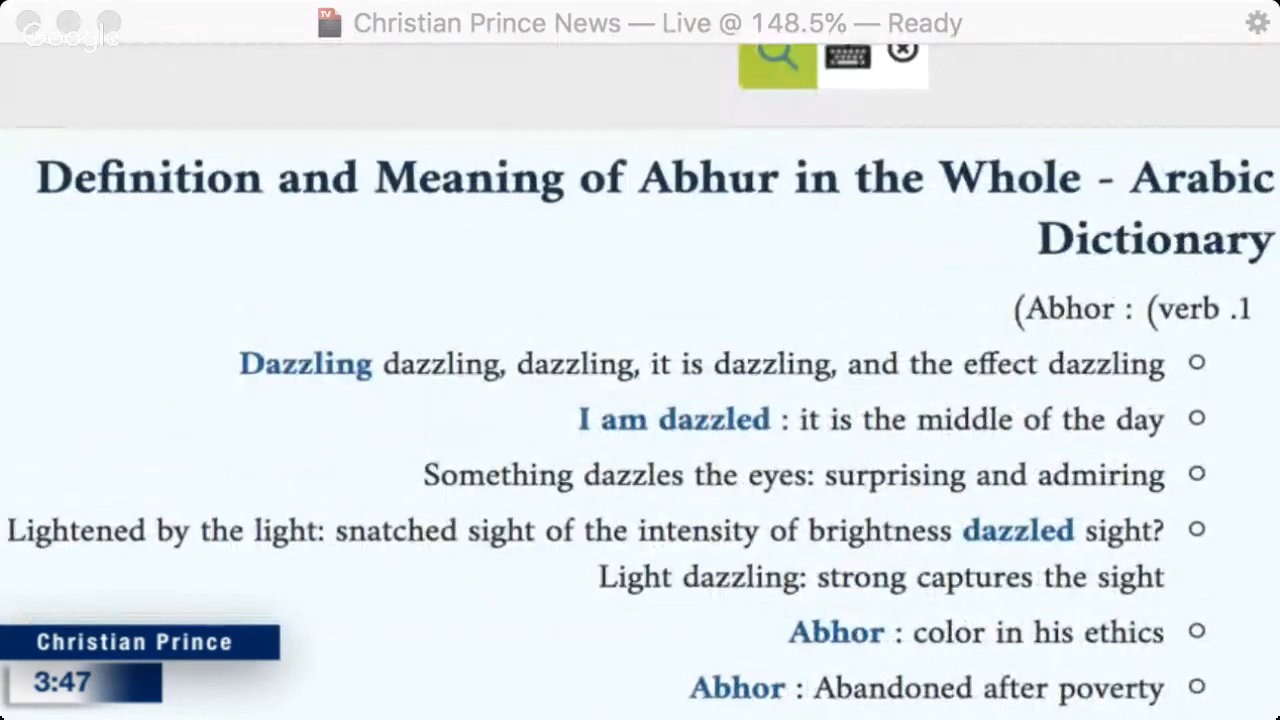 Google
TV
Christian Prince News — Live @ 148.5% — Ready
Definition and Meaning of Abhur in the Whole - Arabic
Dictionary
(Abhor : (verb .1
Dazzling dazzling, dazzling, it is dazzling, and the effect dazzling
I am dazzled : it is the middle of the day
Something dazzles the eyes: surprising and admiring
Lightened by the light: snatched sight of the intensity of brightness dazzled sight?
Light dazzling: strong captures the sight
Abhor : color in his ethics
Abhor : Abandoned after poverty
Christian Prince
3:47